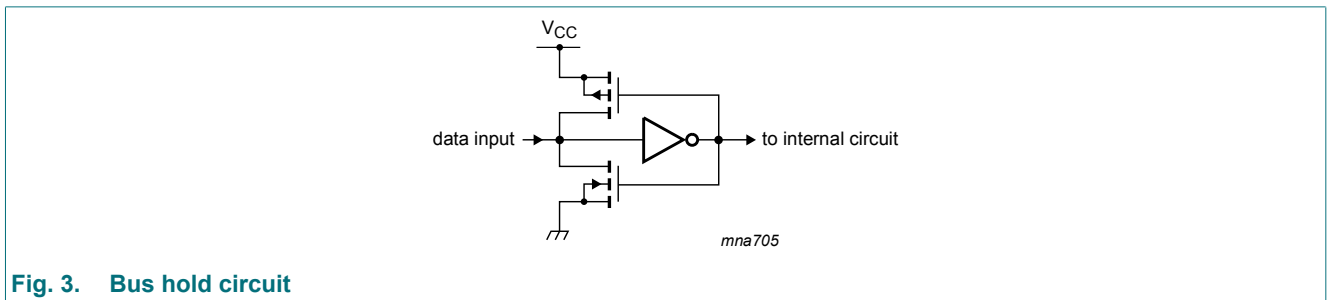 VCC
data input
to internal circuit
mna705
Fig. 3. Bus hold circuit